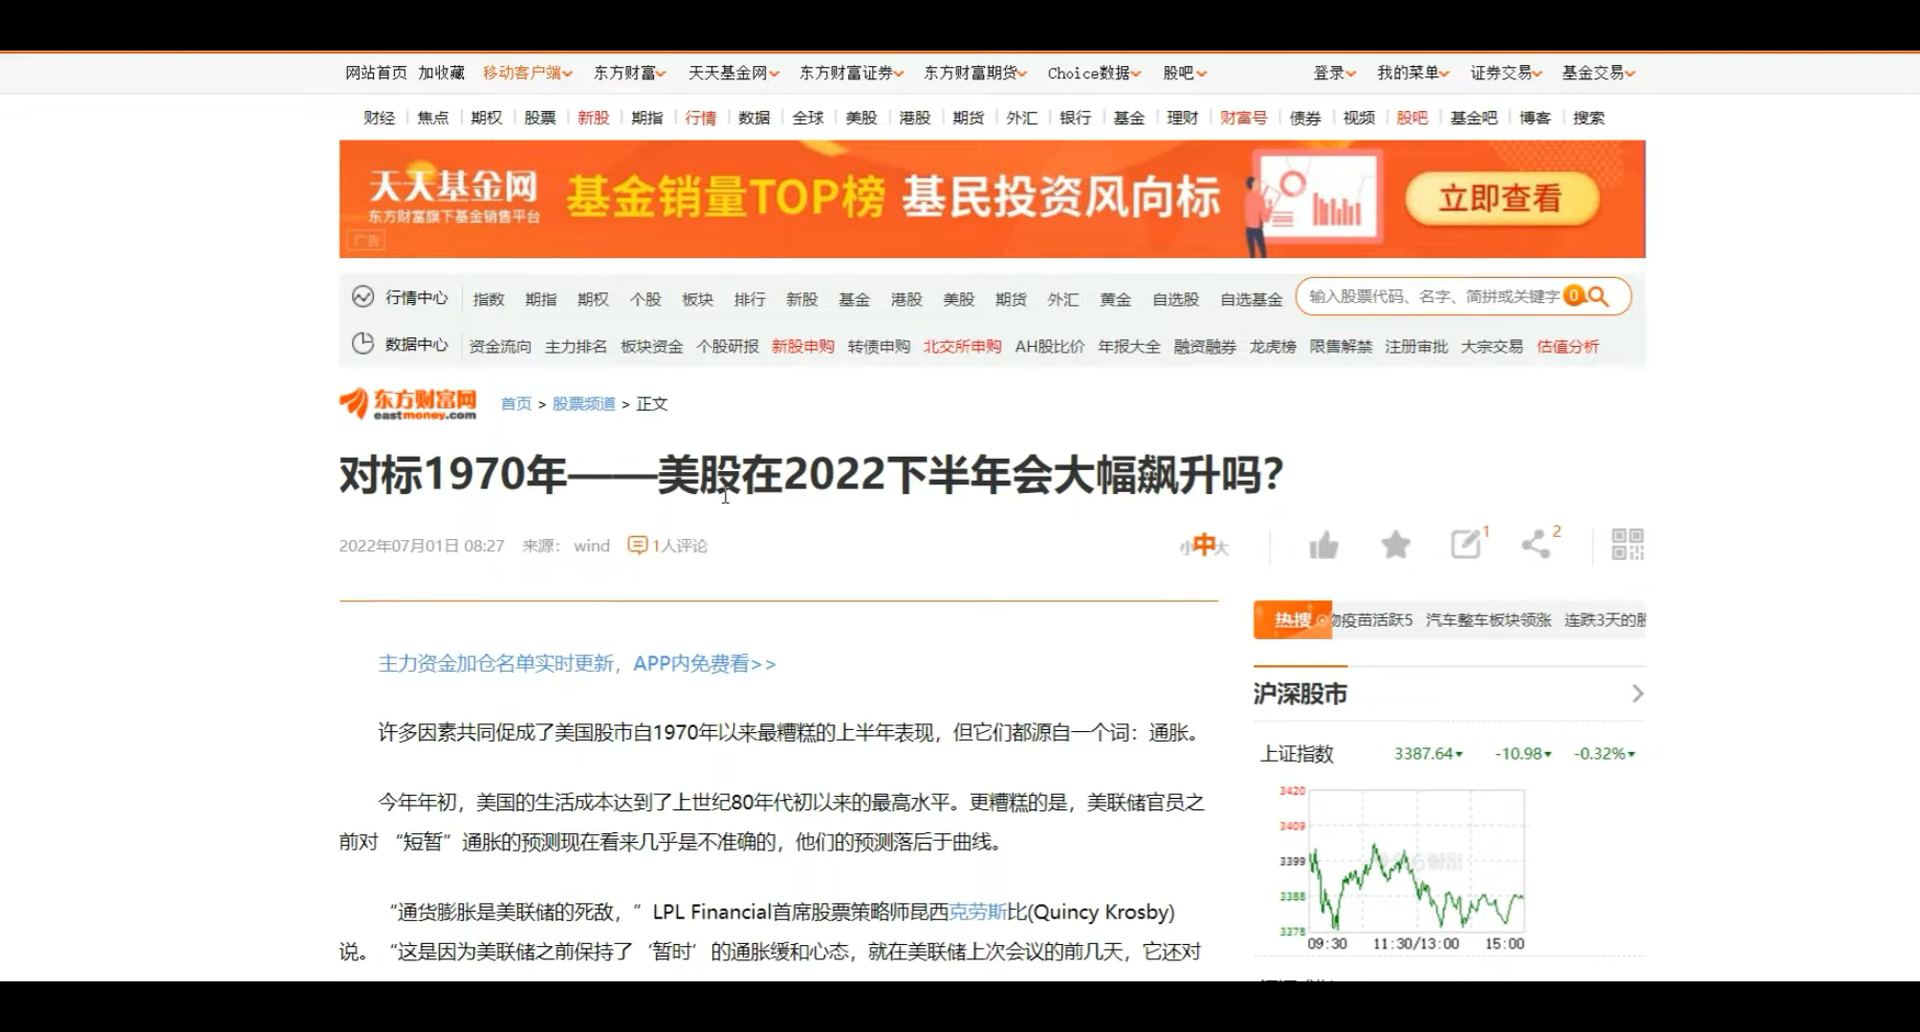 网站首页 加收藏 移动客户端 东方财富 天天基金网 东方财富证券 东方财富期货 Choice数据 股吧 登录 我的菜单 证券交易 基金交易
财经 焦点 期权 股票 新股 期指 行情 数据 全球 美股 港股 期货 外汇 银行 基金 理财 财富号 债券 视频 股吧 基金吧 博客 搜索
天天基金网 基金销量TOP榜 基民投资风向标 立即查看
东方财富旗下基金销售平台
广告
行情中心 指数 期指 期权 个股 板块 排行 新股 基金 港股 美股 期货 外汇 黄金 自选股 自选基金 输入股票代码、名字、简拼或关键字 0
数据中心 资金流向 主力排名 板块资金 个股研报 新股申购 转债申购 北交所申购 AH股比价 年报大全 融资融券 龙虎榜 限售解禁 注册审批 大宗交易 估值分析
东方财富网 首页 > 股票频道 > 正文
eastmoney.com
对标1970年——美股在2022下半年会大幅飙升吗？
2022年07月01日 08:27 来源： wind 1人评论 小 中 大 1 2
热搜 疫苗活跃5 汽车整车板块领涨 连跌3天的
主力资金加仓名单实时更新，APP内免费看>>
沪深股市
许多因素共同促成了美国股市自1970年以来最糟糕的上半年表现，但它们都源自一个词：通胀。
上证指数 3387.64 -10.98 -0.32%
今年年初，美国的生活成本达到了上世纪80年代初以来的最高水平。更糟糕的是，美联储官员之
前对“短暂”通胀的预测现在看来几乎是不准确的，他们的预测落后于曲线。
“通货膨胀是美联储的死敌，”LPL Financial首席股票策略师昆西克劳斯比(Quincy Krosby)
说。“这是因为美联储之前保持了‘暂时’的通胀缓和心态，就在美联储上次会议的前几天，它还对
3420
3409
3399
3388
3378
09:30 11:30/13:00 15:00